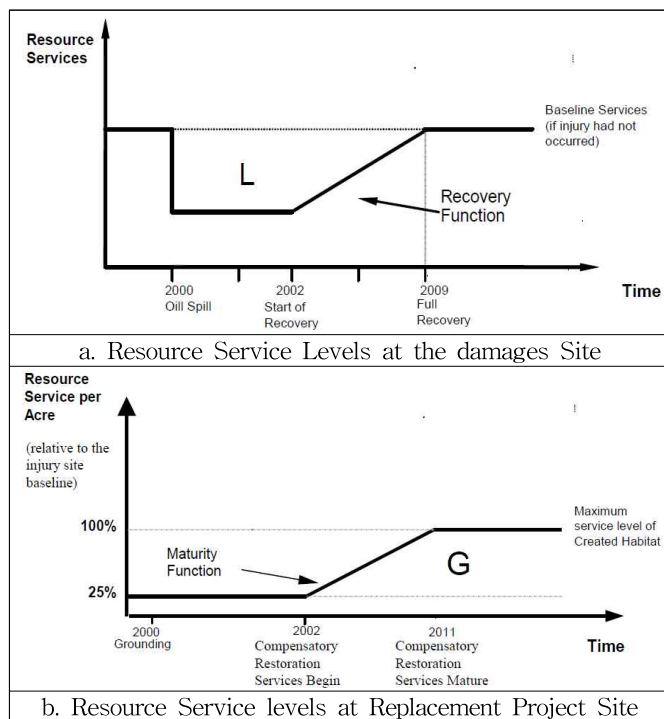 Resource
Services
L
Baseline Services
(if injury had not
occurred)
Recovery
Function
2000
Oill Spill
2002
Start of
Recovery
2009
Full
Recovery
Time
a. Resource Service Levels at the damages Site
Resource
Service per
Acre
(relative to the
injury site
baseline)
100%
25%
Maturity
Function
G
Maximum
service level of
Created Habitat
2000
Grounding
2002
Compensatory
Restoration
Services Begin
2011
Compensatory
Restoration
Services Mature
Time
b. Resource Service levels at Replacement Project Site